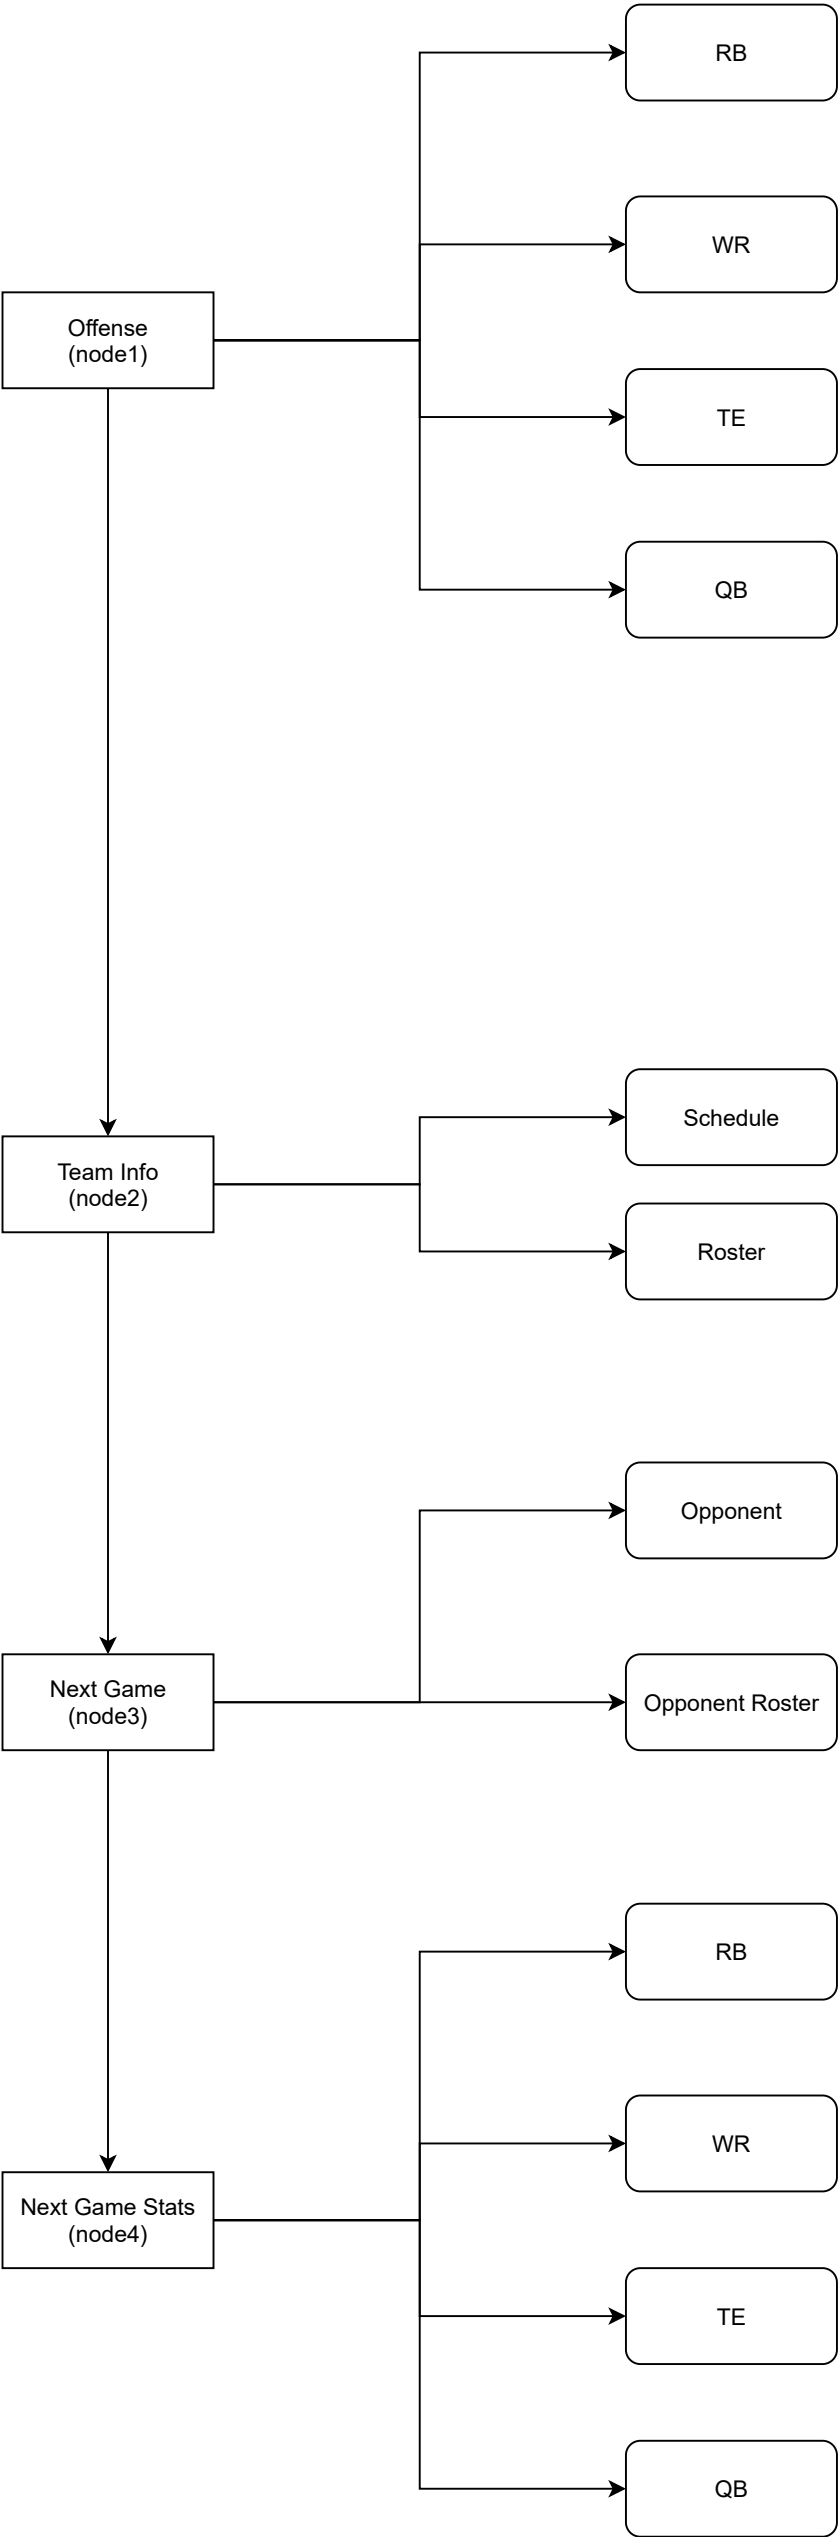 RB
WR
Offense
(node1)
TE
QB
Schedule
Team Info
(node2)
Roster
Opponent
Next Game
(node3)
Opponent Roster
RB
WR
Next Game Stats
(node4)
TE
QB